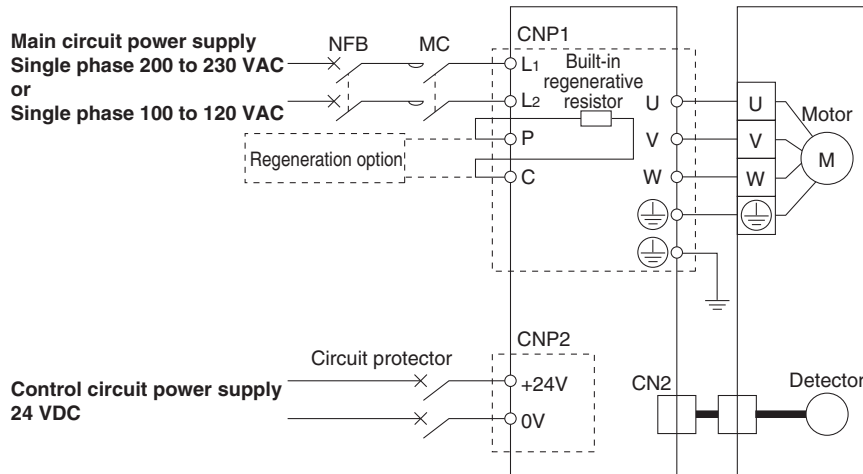 CNP1
Main circuit power supply
NFB
MC
Single phase 200 to 230 VAC
or
Single phase 100 to 120 VAC
L1
Built-in
regenerative
resistor
L2
U
U
Motor
P
V
V
M
Regeneration option
C
W
W
CNP2
Circuit protector
Control circuit power supply
24 VDC
+24V
0V
CN2
Detector